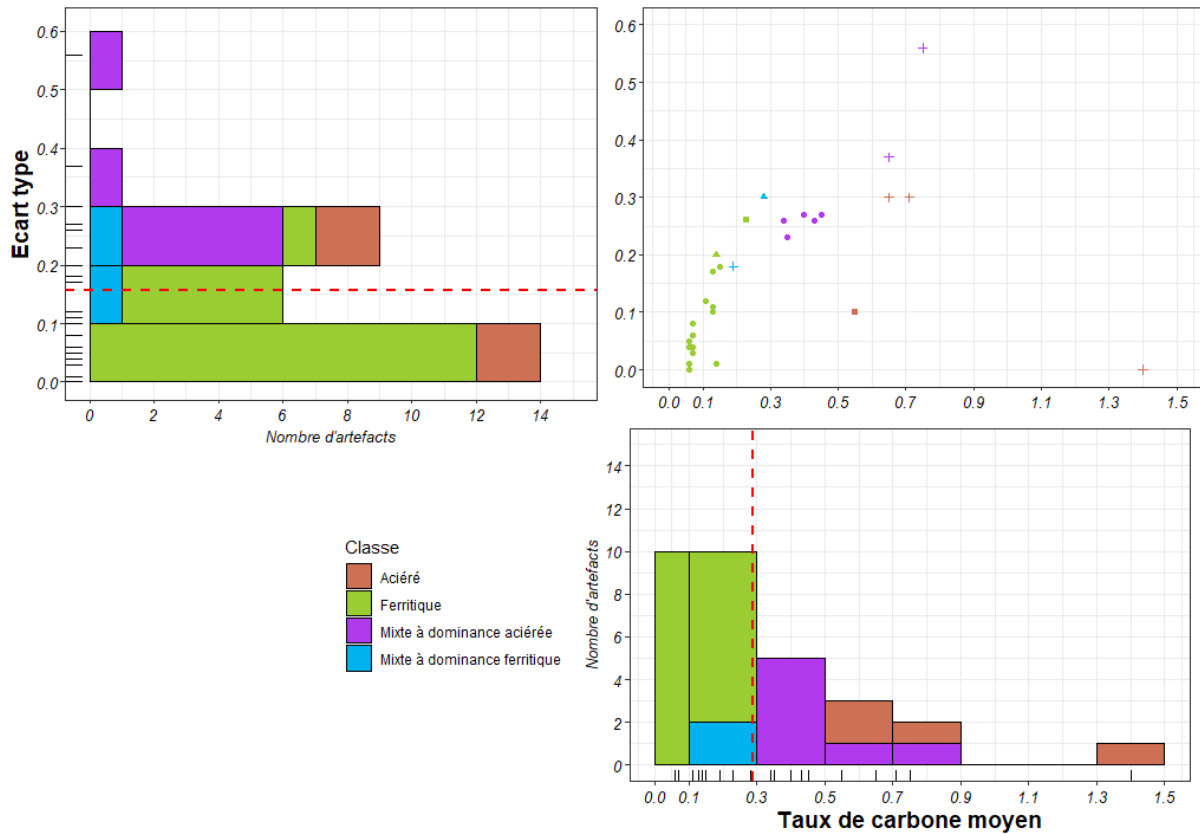 Ecart type
0.6
0.5
0.4
0.3
0.2
0.1
0.0
0 2 4 6 8 10 12 14
Nombre d'artefacts
0.6
0.5
0.4
0.3
0.2
0.1
0.0
0.0 0.1 0.3 0.5 0.7 0.9 1.1 1.3 1.5
Classe
Aciéré
Ferritique
Mixte à dominance aciérée
Mixte à dominance ferritique
Nombre d'artefacts
14
12
10
8
6
4
2
0
0.0 0.1 0.3 0.5 0.7 0.9 1.1 1.3 1.5
Taux de carbone moyen